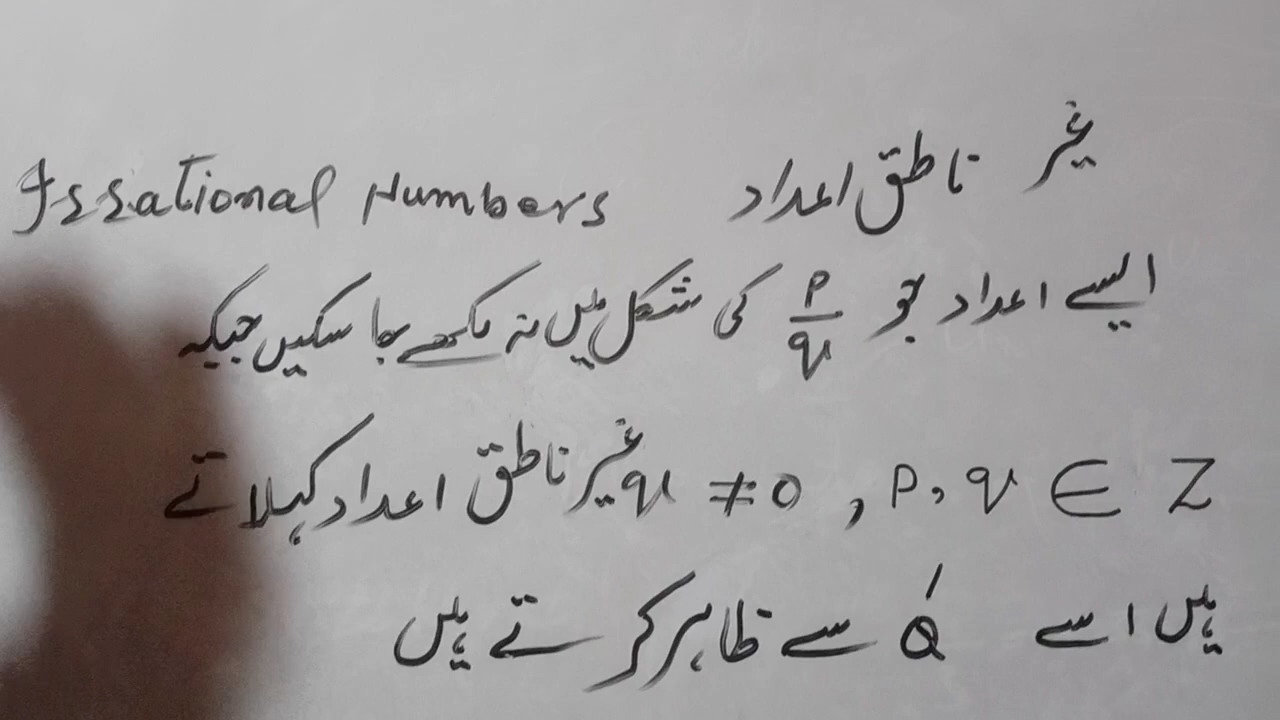 غیر ناطق اعداد Irrational Numbers
ایسے اعداد جو p/q کی شکل میں نہ لکھے جا سکیں جبکہ
p, q ∈ Z , q ≠ 0 غیر ناطق اعداد کہلاتے
ہیں اسے Q′ سے ظاہر کرتے ہیں